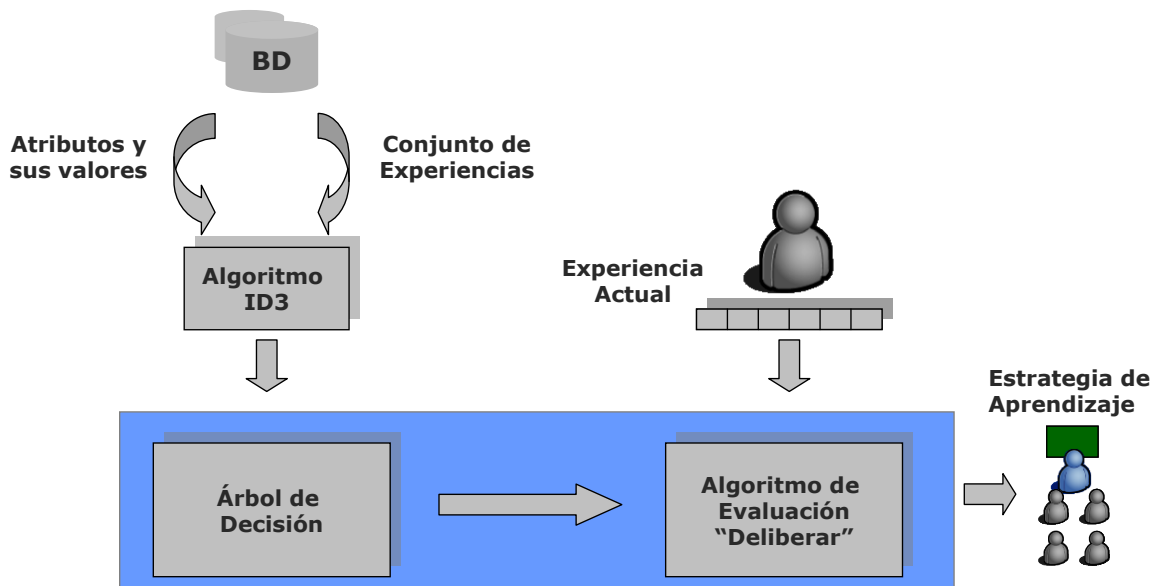 BD
Atributos y
sus valores
Conjunto de
Experiencias
Algoritmo
ID3
Experiencia
Actual
Estrategia de
Aprendizaje
Árbol de
Decisión
Algoritmo de
Evaluación
“Deliberar”